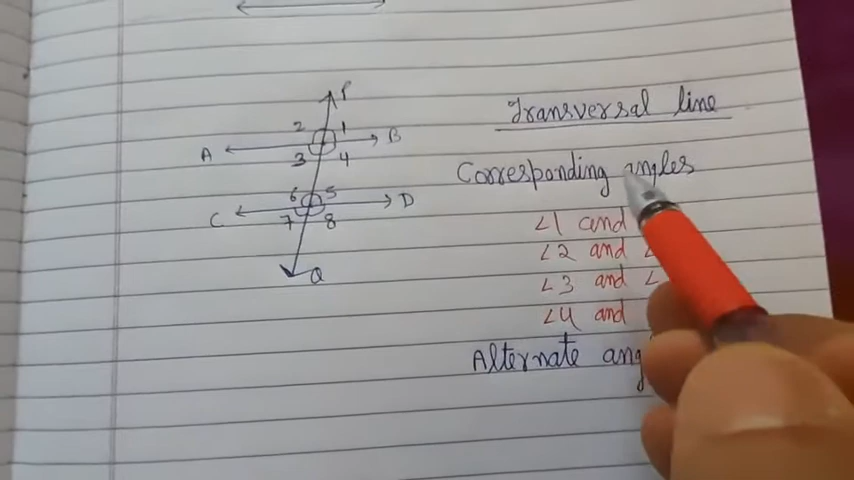 Transversal line
P
2 1
A B
3 4
6 5
C D
7 8
Q
Corresponding angles
∠1 and
∠2 and ∠
∠3 and ∠
∠4 and
Alternate